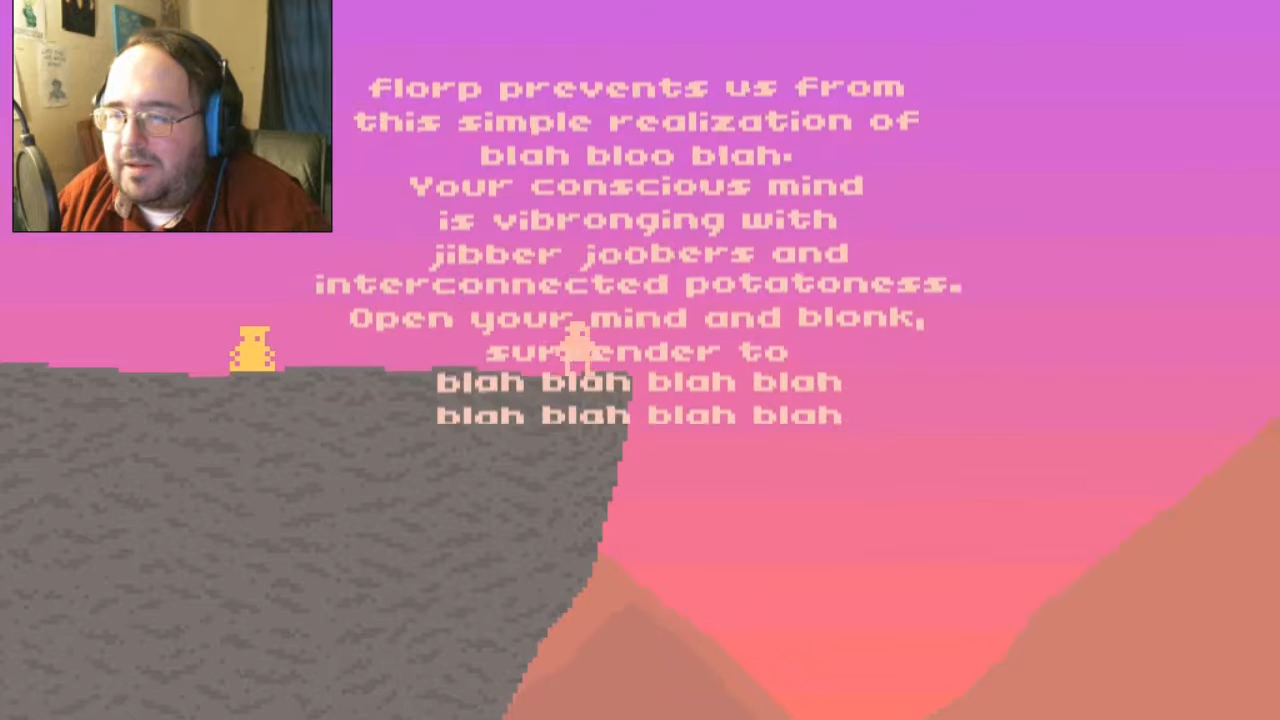 florp prevents us from
this simple realization of
blah bloo blah.
Your conscious mind
is vibronging with
jibber joobers and
interconnected potatoness.
Open your mind and blonk,
surrender to
blah blah blah blah
blah blah blah blah